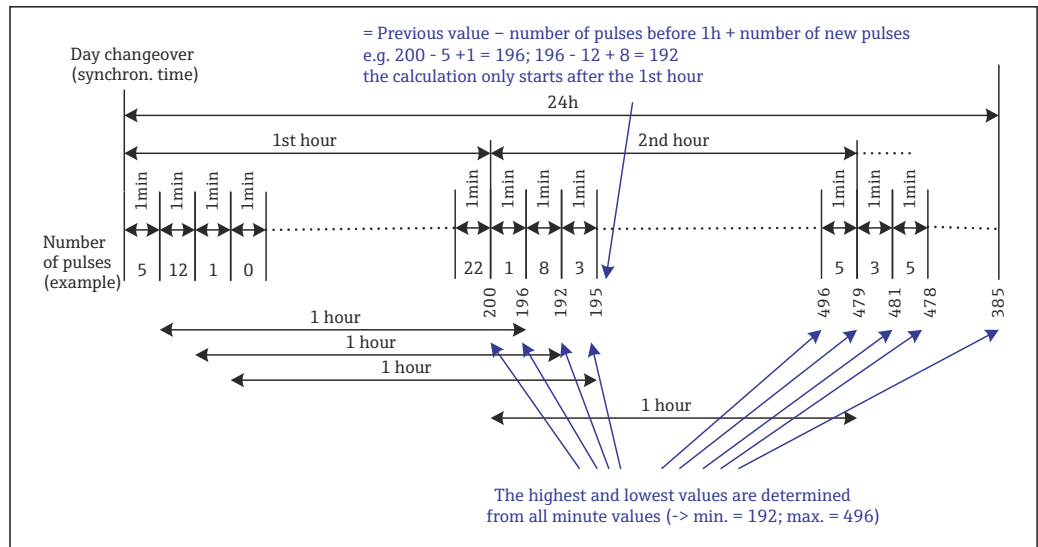 = Previous value – number of pulses before 1h + number of new pulses
e.g. 200 - 5 +1 = 196; 196 - 12 + 8 = 192
the calculation only starts after the 1st hour
Day changeover
(synchron. time)
24h
1st hour
2nd hour
1min 1min 1min 1min 1min 1min 1min 1min 1min 1min 1min
Number
of pulses
(example)
5 12 1 0 22 1 8 3 5 3 5
200 196 192 195 496 479 481 478 385
1 hour
1 hour
1 hour
1 hour
The highest and lowest values are determined
from all minute values (-> min. = 192; max. = 496)